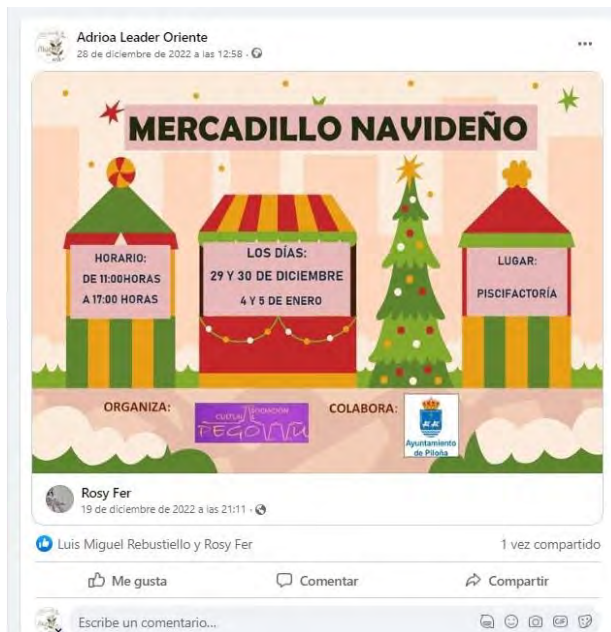 Adrioa Leader Oriente
28 de diciembre de 2022 a las 12:58
MERCADILLO NAVIDEÑO
HORARIO:
DE 11:00HORAS
A 17:00 HORAS
LOS DÍAS:
29 Y 30 DE DICIEMBRE
4 Y 5 DE ENERO
LUGAR:
PISCIFACTORÍA
ORGANIZA:
COLABORA:
Ayuntamiento
de Piloña
Rosy Fer
19 de diciembre de 2022 a las 21:11
Luis Miguel Rebustiello y Rosy Fer
1 vez compartido
Me gusta
Comentar
Compartir
Escribe un comentario...
GIF